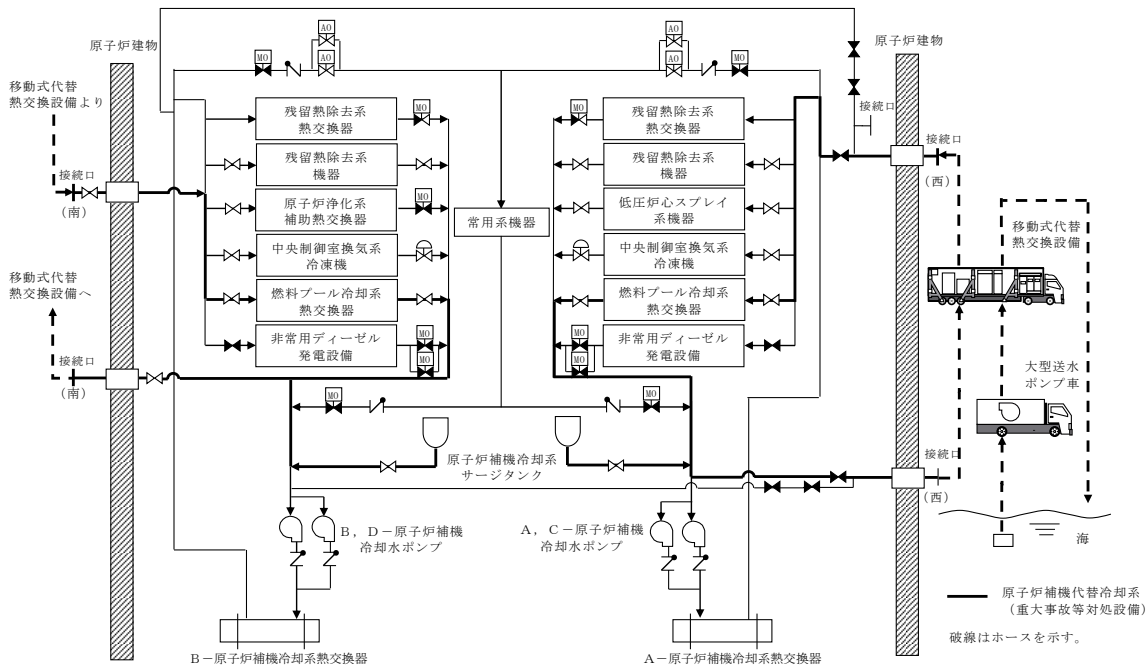 AO
AO
原子炉建物
MO
AO
AO
MO
原子炉建物
移動式代替
熱交換設備より
残留熱除去系
熱交換器
MO
MO
残留熱除去系
熱交換器
接続口
接続口
（南）
残留熱除去系
機器
残留熱除去系
機器
接続口
（西）
原子炉浄化系
補助熱交換器
MO
常用系機器
低圧炉心スプレイ
系機器
移動式代替
熱交換設備
中央制御室換気系
冷凍機
中央制御室換気系
冷凍機
移動式代替
熱交換設備へ
燃料プール冷却系
熱交換器
燃料プール冷却系
熱交換器
接続口
（南）
非常用ディーゼル
発電設備
MO
MO
MO
MO
非常用ディーゼル
発電設備
大型送水
ポンプ車
MO
MO
原子炉補機冷却系
サージタンク
接続口
（西）
B，D－原子炉補機
冷却水ポンプ
A，C－原子炉補機
冷却水ポンプ
海
原子炉補機代替冷却系
（重大事故等対処設備）
破線はホースを示す。
B－原子炉補機冷却系熱交換器
A－原子炉補機冷却系熱交換器